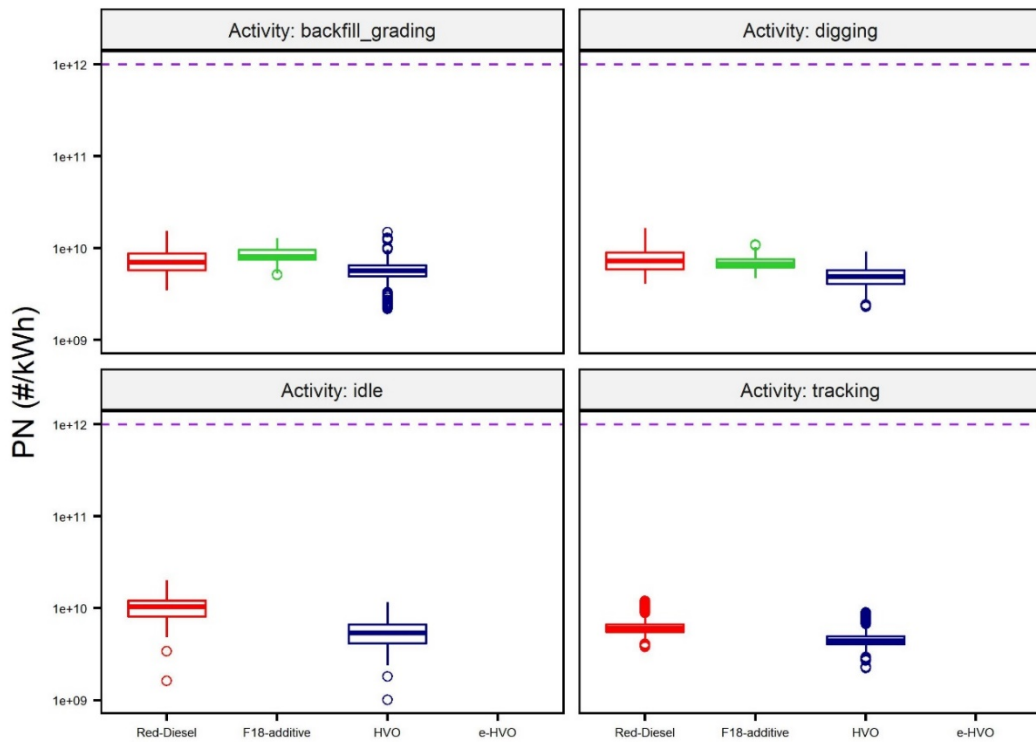 Activity: backfill_grading
Activity: digging
1e+12
1e+11
1e+10
1e+09
PN (#/kWh)
Activity: idle
Activity: tracking
1e+12
1e+11
1e+10
1e+09
Red-Diesel F18-additive HVO e-HVO
Red-Diesel F18-additive HVO e-HVO